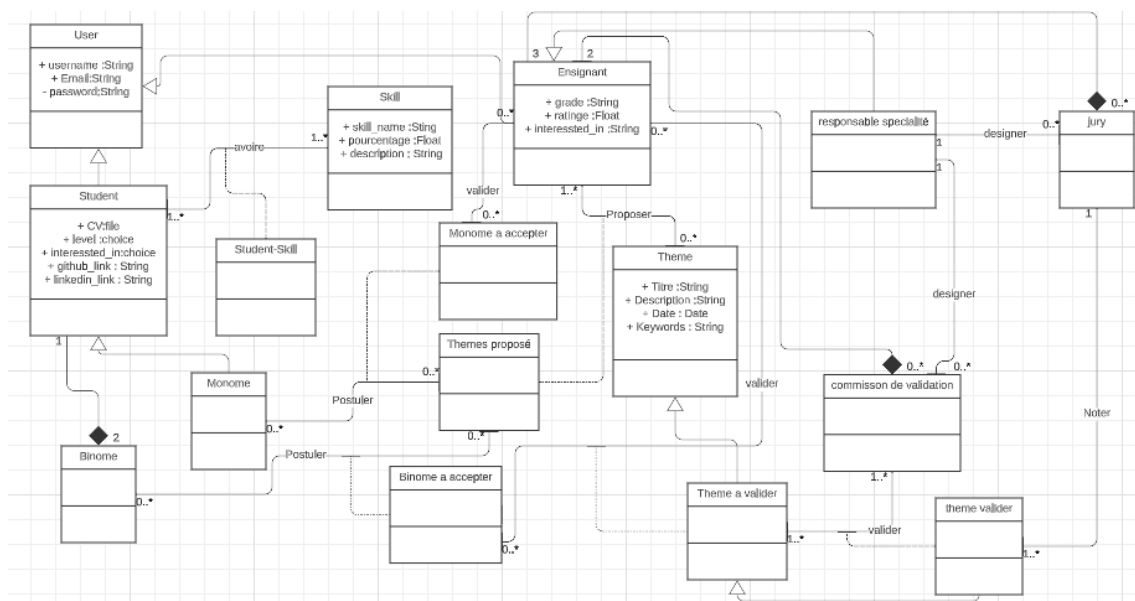 User
+ username :String
+ Email:String
- password:String
Skill
+ skill_name :Sting
+ pourcentage :Float
+ description : String
3
2
Ensignant
+ grade :String
+ ratinge :Float
+ interessted_in :String
0..*
0..*
1..*
responsable specialité
1
1
designer
0..*
0..*
jury
1
avoire
1..*
1..*
Student
+ CV:file
+ level :choice
+ interessted_in:choice
+ github_link : String
+ linkedin_link : String
1
Student-Skill
valider
0..*
Monome a accepter
Proposer
0..*
Theme
+ Titre :String
+ Description :String
+ Date : Date
+ Keywords : String
designer
Themes proposé
0..*
0..*
Monome
Postuler
0..*
valider
0..*
0..*
commisson de validation
1..*
Noter
2
Binome
0..*
Postuler
Binome a accepter
0..*
Theme a valider
1..*
valider
theme valider
1..*